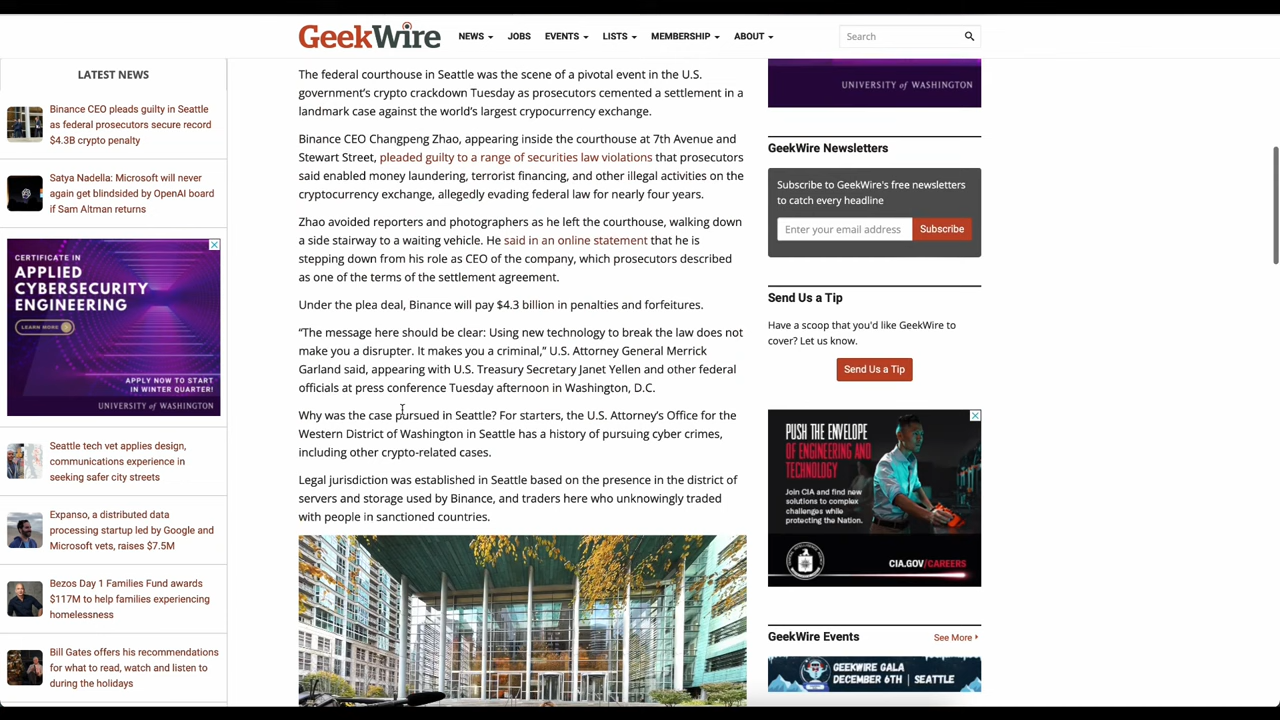 GeekWire
NEWS
JOBS
EVENTS
LISTS
MEMBERSHIP
ABOUT
Search
LATEST NEWS
Binance CEO pleads guilty in Seattle
as federal prosecutors secure record
$4.3B crypto penalty
Satya Nadella: Microsoft will never
again get blindsided by OpenAI board
if Sam Altman returns
CERTIFICATE IN
APPLIED
CYBERSECURITY
ENGINEERING
LEARN MORE
APPLY NOW TO START
IN WINTER QUARTER!
UNIVERSITY of WASHINGTON
Seattle tech vet applies design,
communications experience in
seeking safer city streets
Expanso, a distributed data
processing startup led by Google and
Microsoft vets, raises $7.5M
Bezos Day 1 Families Fund awards
$117M to help families experiencing
homelessness
Bill Gates offers his recommendations
for what to read, watch and listen to
during the holidays
The federal courthouse in Seattle was the scene of a pivotal event in the U.S.
government's crypto crackdown Tuesday as prosecutors cemented a settlement in a
landmark case against the world's largest crypocurrency exchange.
Binance CEO Changpeng Zhao, appearing inside the courthouse at 7th Avenue and
Stewart Street, pleaded guilty to a range of securities law violations that prosecutors
said enabled money laundering, terrorist financing, and other illegal activities on the
cryptocurrency exchange, allegedly evading federal law for nearly four years.
Zhao avoided reporters and photographers as he left the courthouse, walking down
a side stairway to a waiting vehicle. He said in an online statement that he is
stepping down from his role as CEO of the company, which prosecutors described
as one of the terms of the settlement agreement.
Under the plea deal, Binance will pay $4.3 billion in penalties and forfeitures.
“The message here should be clear: Using new technology to break the law does not
make you a disrupter. It makes you a criminal,” U.S. Attorney General Merrick
Garland said, appearing with U.S. Treasury Secretary Janet Yellen and other federal
officials at press conference Tuesday afternoon in Washington, D.C.
Why was the case pursued in Seattle? For starters, the U.S. Attorney's Office for the
Western District of Washington in Seattle has a history of pursuing cyber crimes,
including other crypto-related cases.
Legal jurisdiction was established in Seattle based on the presence in the district of
servers and storage used by Binance, and traders here who unknowingly traded
with people in sanctioned countries.
UNIVERSITY of WASHINGTON
GeekWire Newsletters
Subscribe to GeekWire's free newsletters
to catch every headline
Enter your email address
Subscribe
Send Us a Tip
Have a scoop that you'd like GeekWire to
cover? Let us know.
Send Us a Tip
PUSH THE ENVELOPE
OF ENGINEERING AND
TECHNOLOGY
Join CIA and find new
solutions to complex
challenges while
protecting the Nation.
CIA.GOV/CAREERS
GeekWire Events
See More
GEEKWIRE GALA
DECEMBER 6TH | SEATTLE